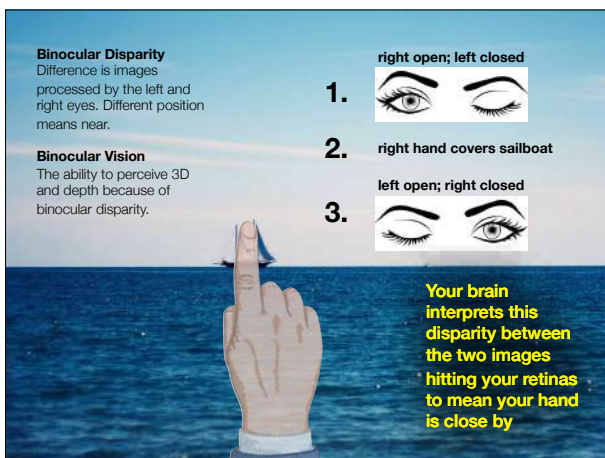 Binocular Disparity
Difference is images
processed by the left and
right eyes. Different position
means near.
Binocular Vision
The ability to perceive 3D
and depth because of
binocular disparity.
right open; left closed
1.
2.
right hand covers sailboat
left open; right closed
3.
Your brain
interprets this
disparity between
the two images
hitting your retinas
to mean your hand
is close by